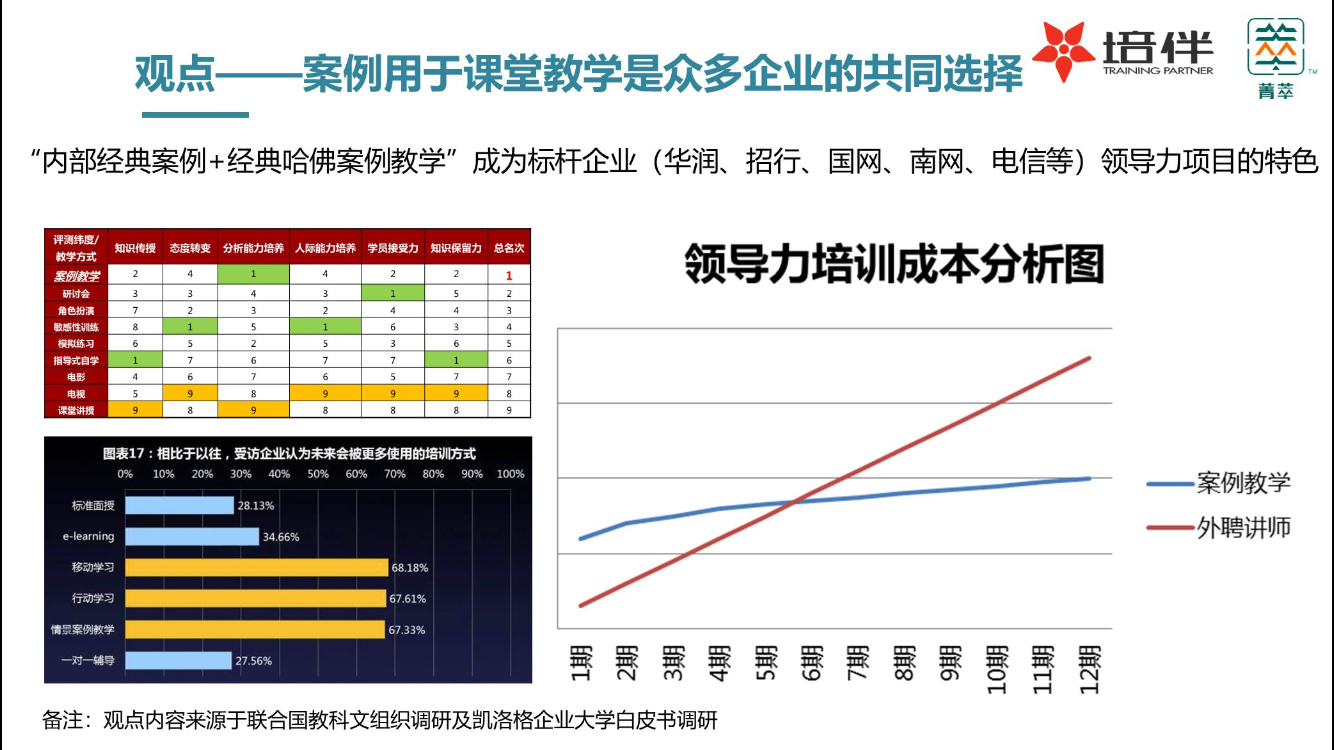 观点——案例用于课堂教学是众多企业的共同选择
培伴
TRAINING PARTNER
菁萃
TM
“内部经典案例+经典哈佛案例教学”成为标杆企业（华润、招行、国网、南网、电信等）领导力项目的特色
评测纬度/
教学方式 知识传授 态度转变 分析能力培养 人际能力培养 学员接受力 知识保留力 总名次
案例教学 2 4 1 4 2 2 1
研讨会 3 3 4 3 1 5 2
角色扮演 7 2 3 2 4 4 3
敏感性训练 8 1 5 1 6 3 4
模拟练习 6 5 2 5 3 6 5
指导式自学 1 7 6 7 7 1 6
电影 4 6 7 6 5 7 7
电视 5 9 8 9 9 9 8
课堂讲授 9 8 9 8 8 8 9
图表17：相比于以往，受访企业认为未来会被更多使用的培训方式
0% 10% 20% 30% 40% 50% 60% 70% 80% 90% 100%
标准面授 28.13%
e-learning 34.66%
移动学习 68.18%
行动学习 67.61%
情景案例教学 67.33%
一对一辅导 27.56%
领导力培训成本分析图
案例教学
外聘讲师
1期 2期 3期 4期 5期 6期 7期 8期 9期 10期 11期 12期
备注：观点内容来源于联合国教科文组织调研及凯洛格企业大学白皮书调研